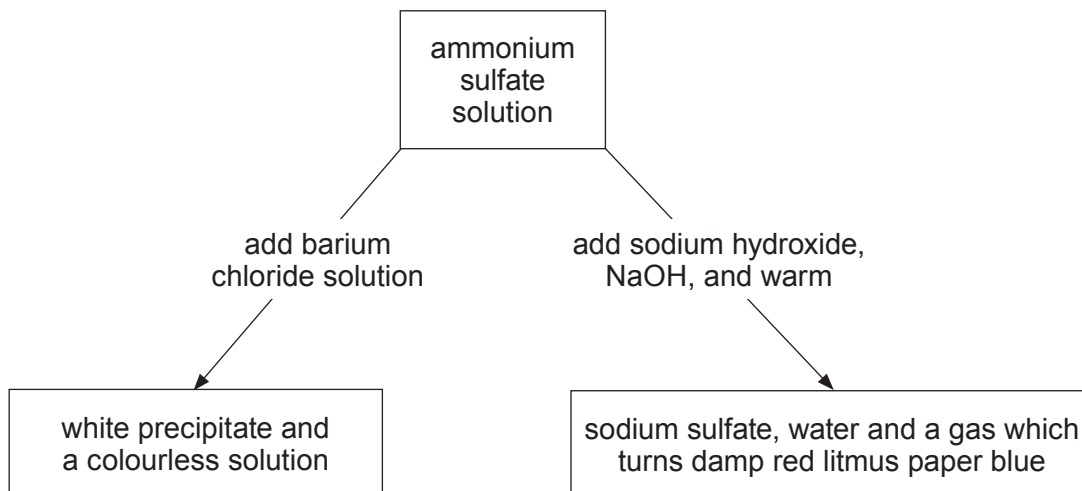 ammonium
sulfate
solution
add barium
chloride solution
add sodium hydroxide,
NaOH, and warm
white precipitate and
a colourless solution
sodium sulfate, water and a gas which
turns damp red litmus paper blue